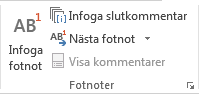 AB¹
Infoga
fotnot
Infoga slutkommentar
AB¹
Nästa fotnot
Visa kommentarer
Fotnoter